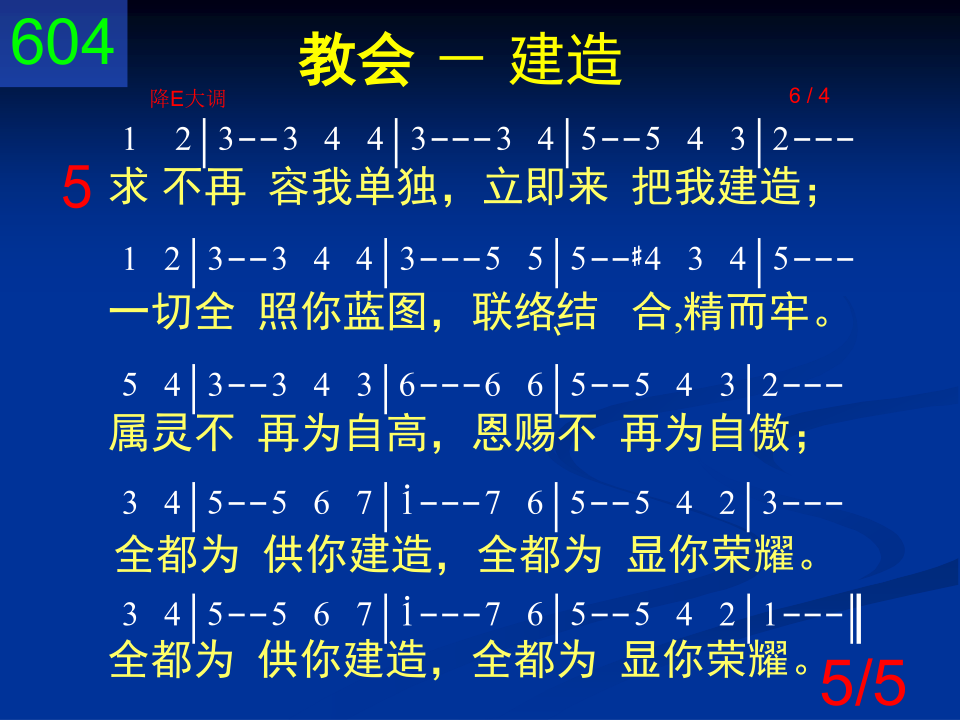 604
教会 － 建造
降E大调 6 / 4
1 2|3--3 4 4|3---3 4|5--5 4 3|2---
5 求 不再 容我单独，立即来 把我建造；
1 2|3--3 4 4|3---5 5|5--♯4 3 4|5---
一切全 照你蓝图，联络、结 合,精而牢。
5 4|3--3 4 3|6---6 6|5--5 4 3|2---
属灵不 再为自高，恩赐不 再为自傲；
3 4|5--5 6 7|i---7 6|5--5 4 2|3---
全都为 供你建造，全都为 显你荣耀。
3 4|5--5 6 7|i---7 6|5--5 4 2|1---‖
全都为 供你建造，全都为 显你荣耀。
5/5